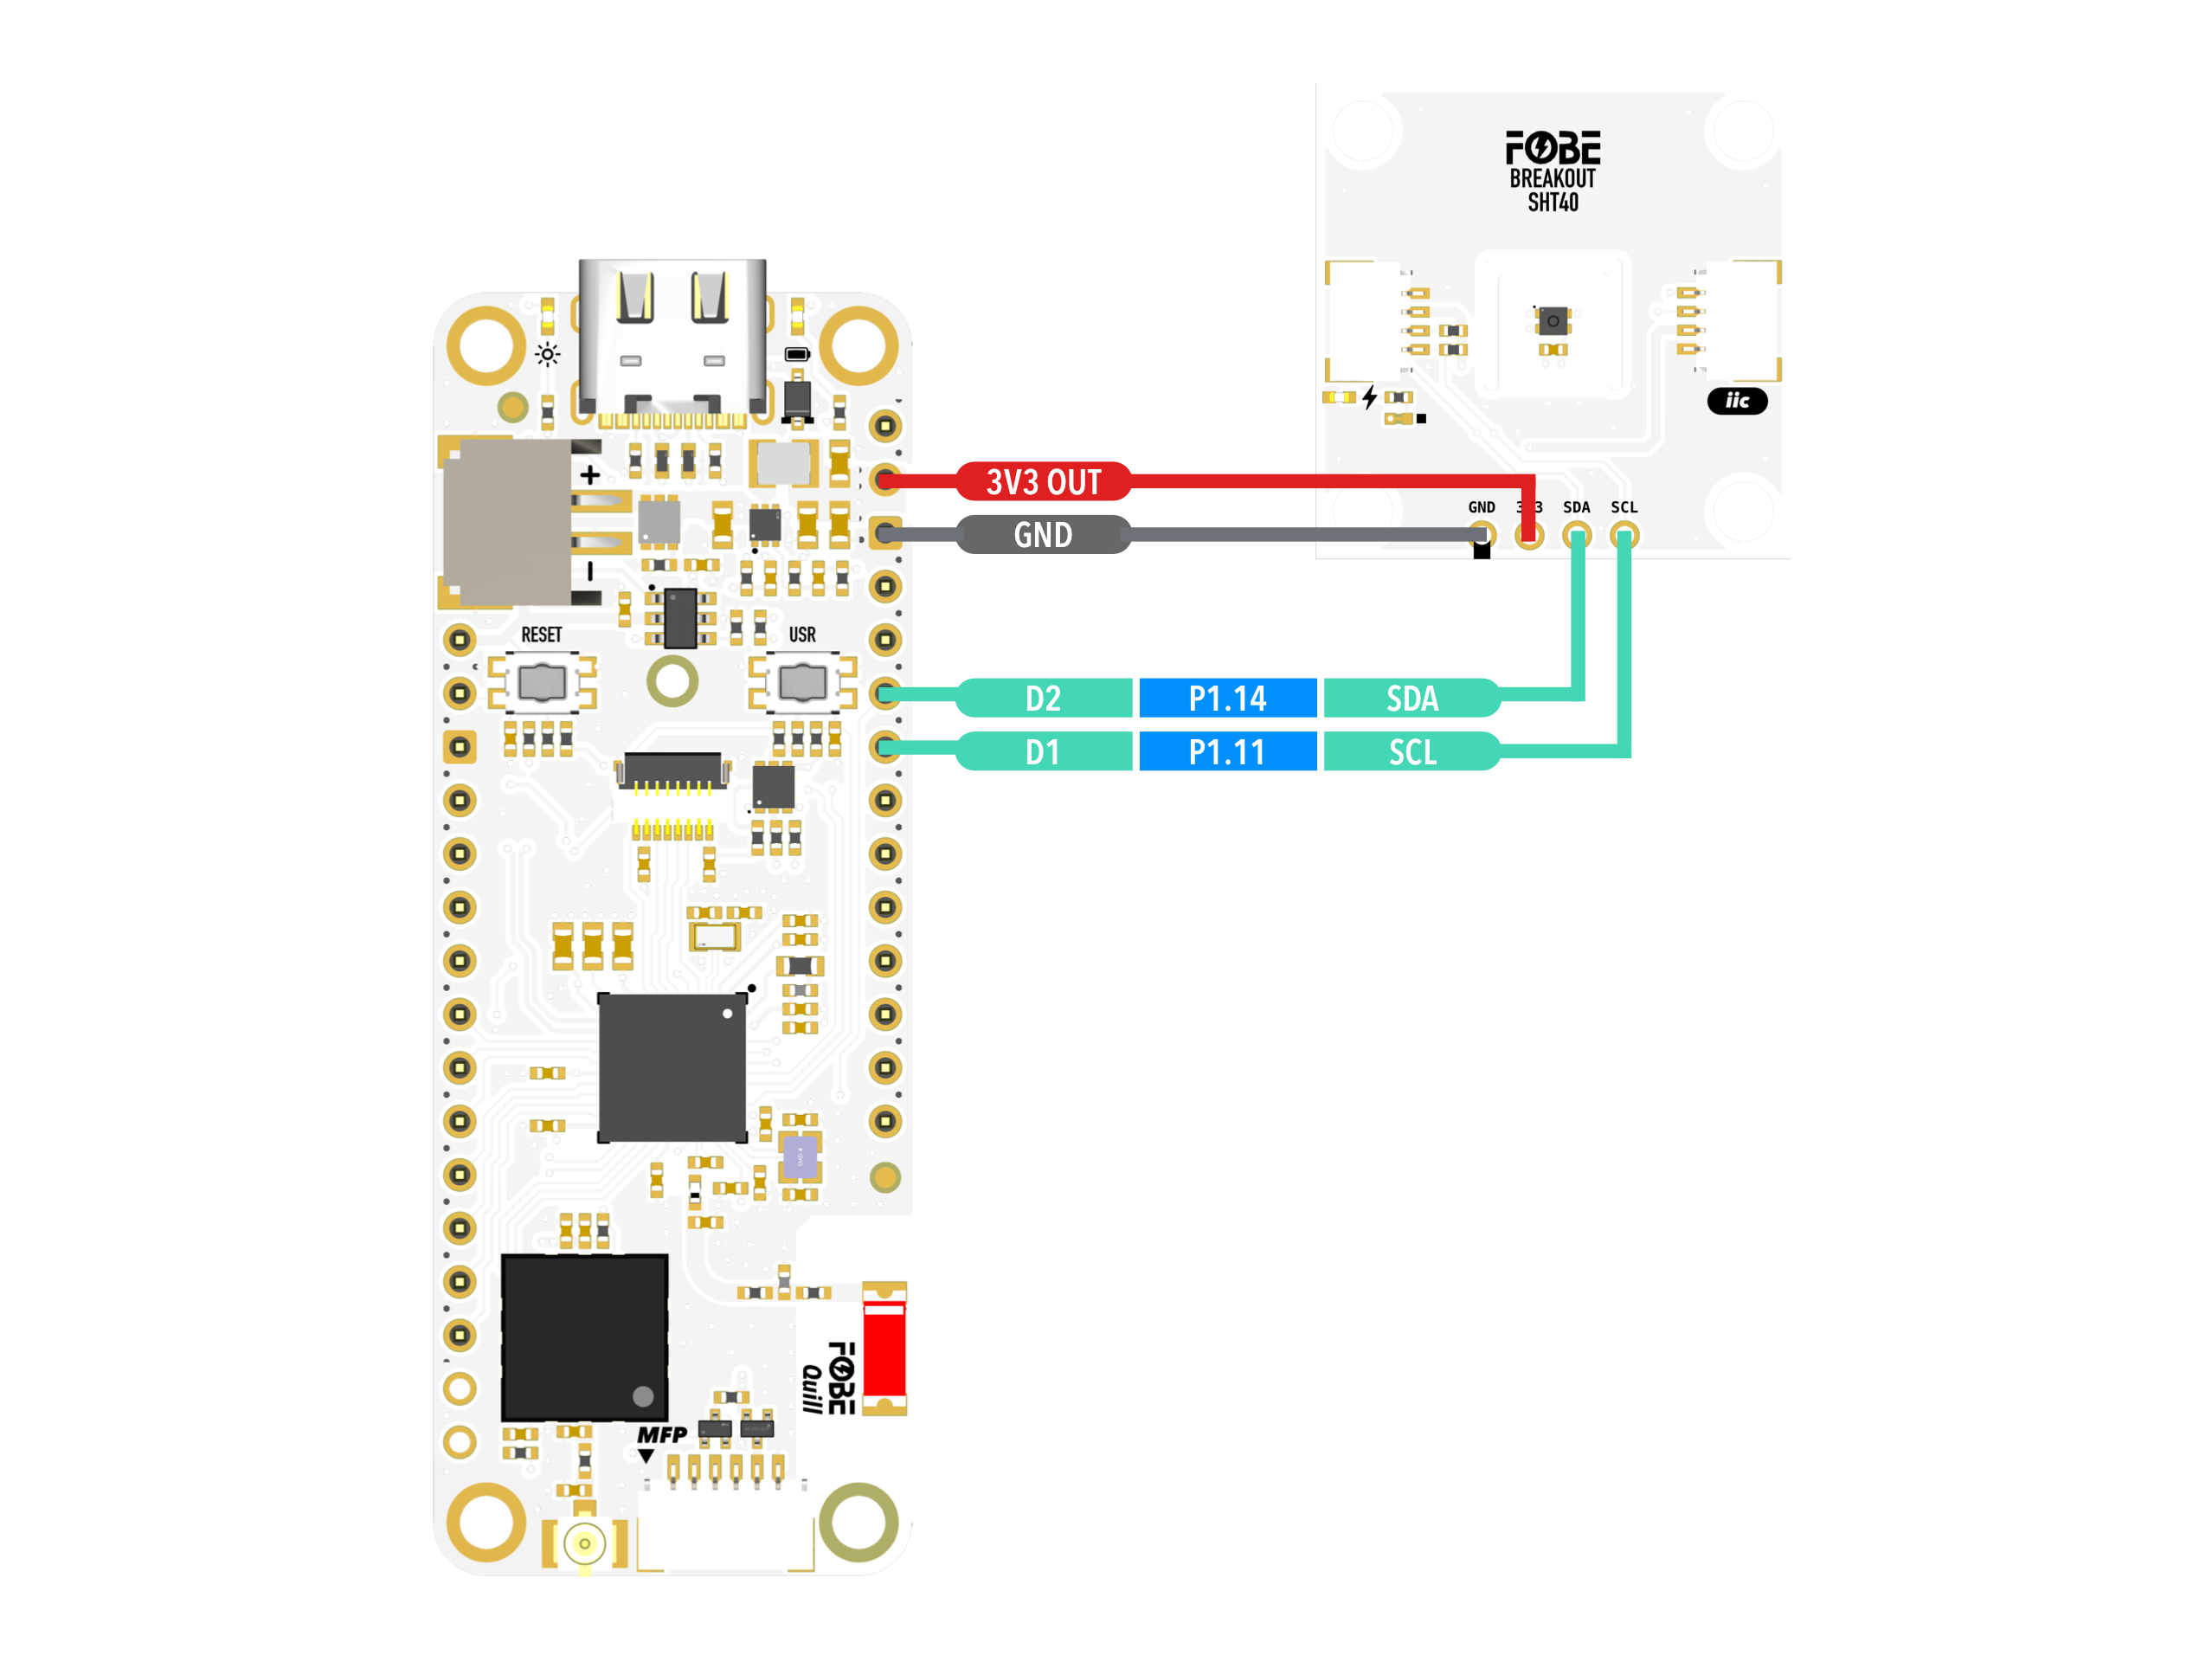 FOBE
BREAKOUT
SHT40
iic
+
3V3 OUT
GND
GND 3V3 SDA SCL
−
RESET
USR
D2 P1.14 SDA
D1 P1.11 SCL
FOBE
Quill
MFP